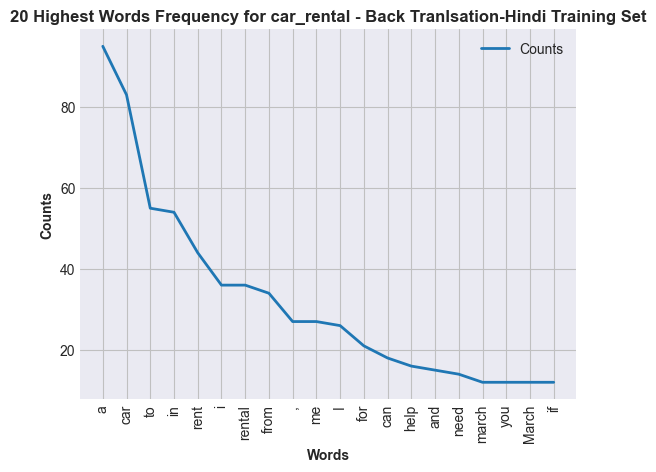 20 Highest Words Frequency for car_rental - Back Tranlsation-Hindi Training Set
Counts
80
60
40
20
Counts
a
car
to
in
rent
i
rental
from
,
me
I
for
can
help
and
need
march
you
March
if
Words